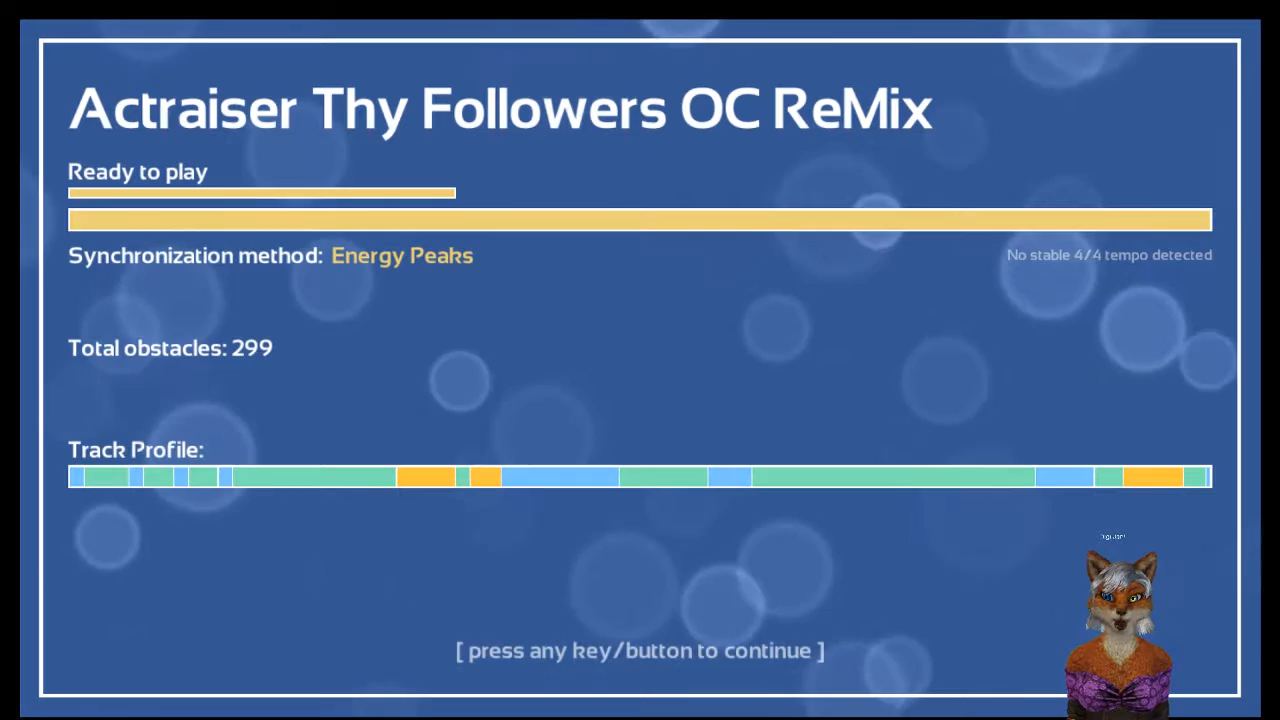 Actraiser Thy Followers OC ReMix
Ready to play
Synchronization method: Energy Peaks
No stable 4/4 tempo detected
Total obstacles: 299
Track Profile:
[ press any key/button to continue ]